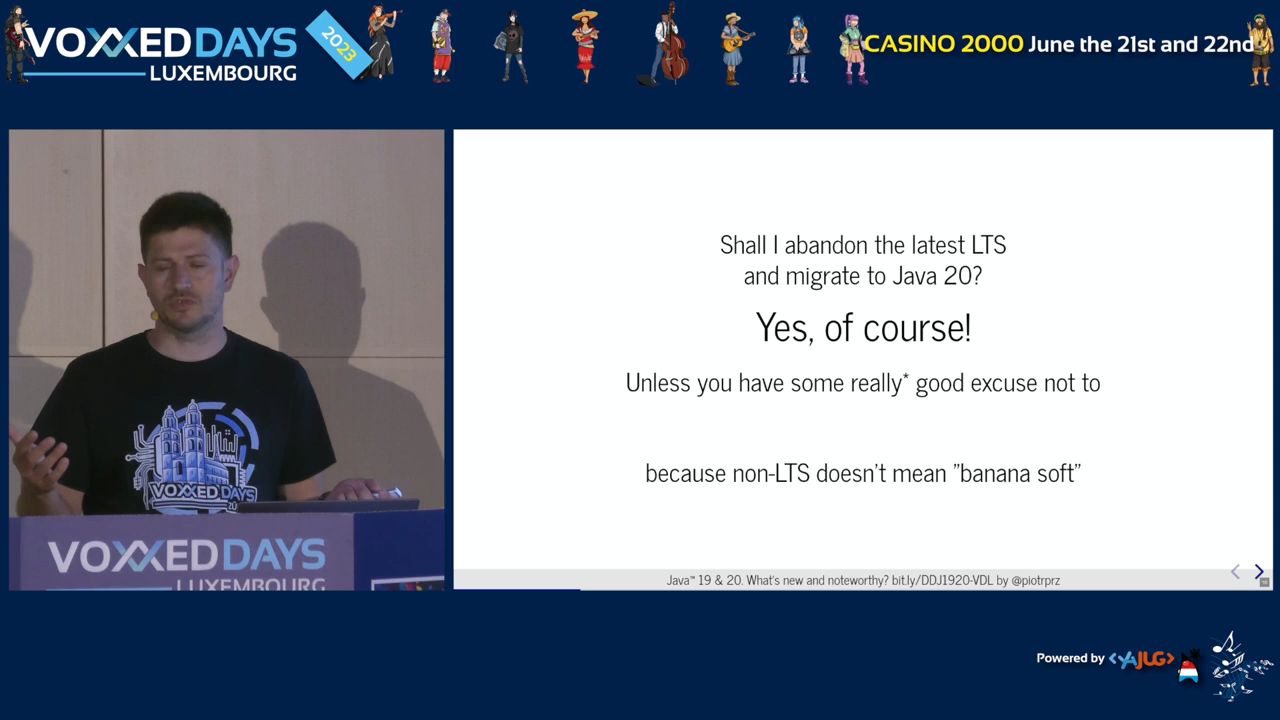 VOXXED DAYS
LUXEMBOURG
2023
CASINO 2000 June the 21st and 22nd
VOXXED DAYS
VOXXED DAYS
LUXEMBOURG
Shall I abandon the latest LTS
and migrate to Java 20?
Yes, of course!
Unless you have some really* good excuse not to
because non-LTS doesn't mean ”banana soft”
Java™ 19 & 20. What's new and noteworthy? bit.ly/DDJ1920-VDL by @piotrprz
Powered by <YAJUG>